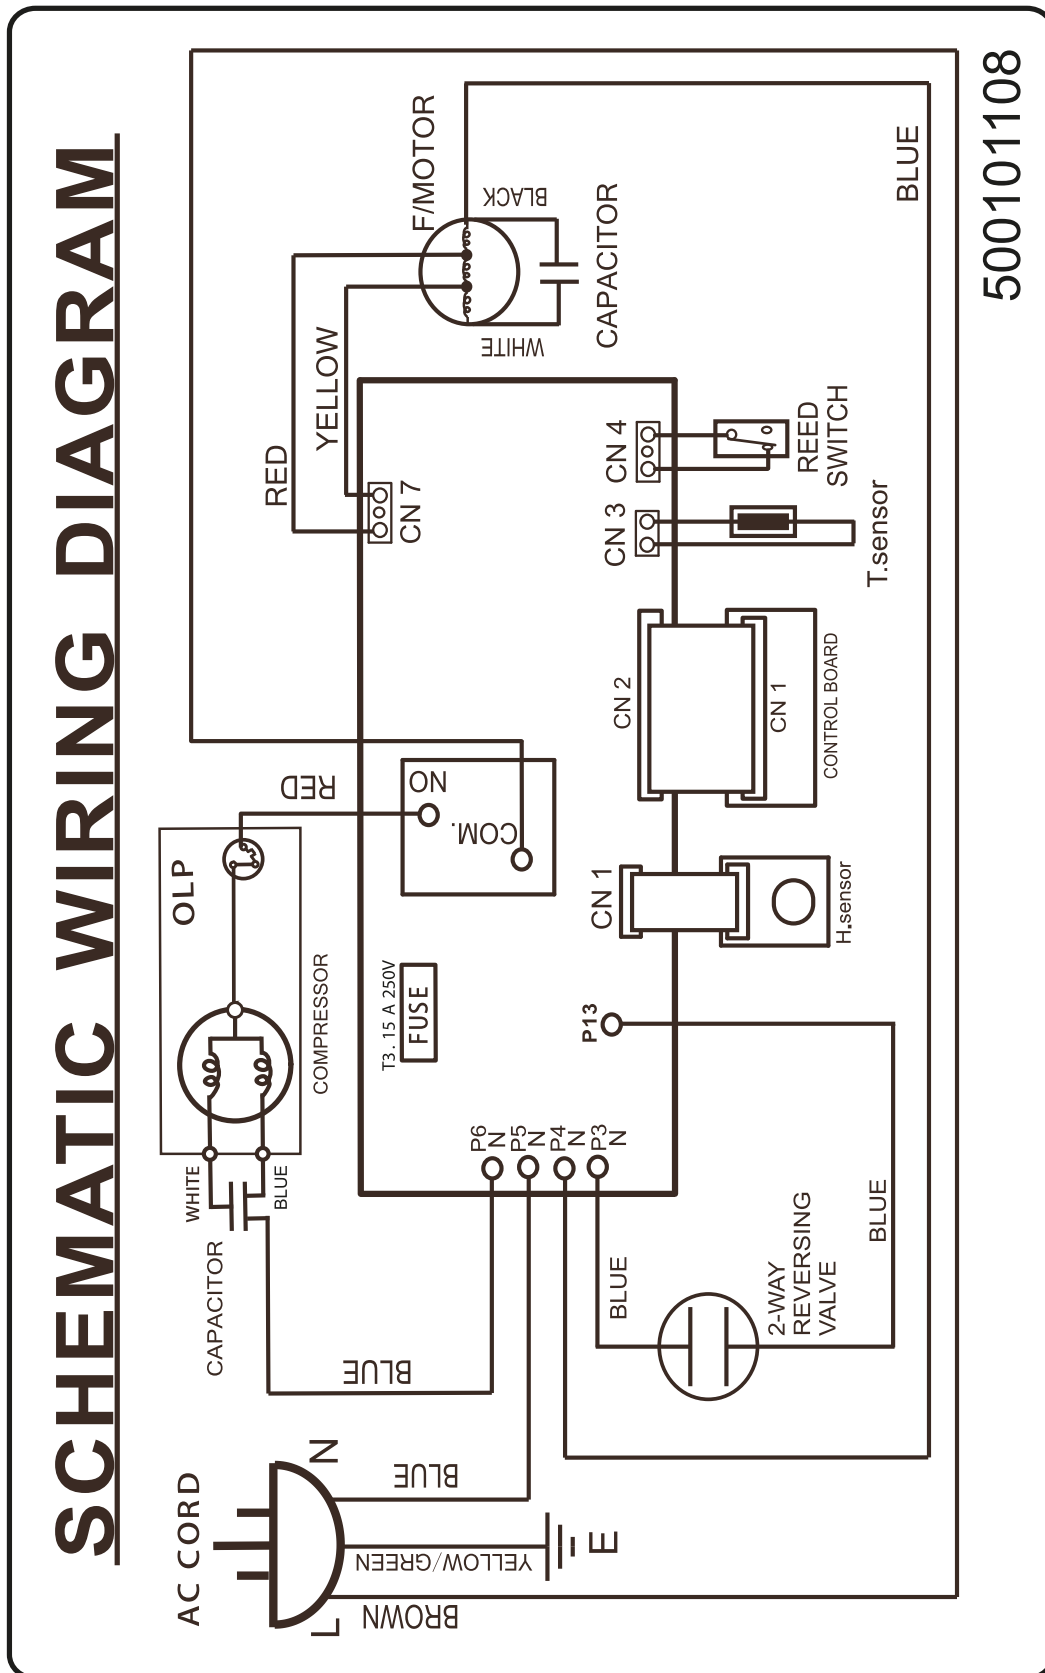 SCHEMATIC WIRING DIAGRAM
500101108
AC CORD
L
N
E
BROWN
YELLOW/GREEN
BLUE
BLUE
CAPACITOR
WHITE
BLUE
COMPRESSOR
OLP
RED
NO
COM.
T3. 15 A 250V
FUSE
P6
N
P5
N
P4
N
P3
N
P13
BLUE
2-WAY
REVERSING
VALVE
BLUE
CN 1
H.sensor
CN 2
CN 1
CONTROL BOARD
CN 3
T.sensor
CN 4
REED
SWITCH
CN 7
RED
YELLOW
F/MOTOR
WHITE
BLACK
CAPACITOR
BLUE